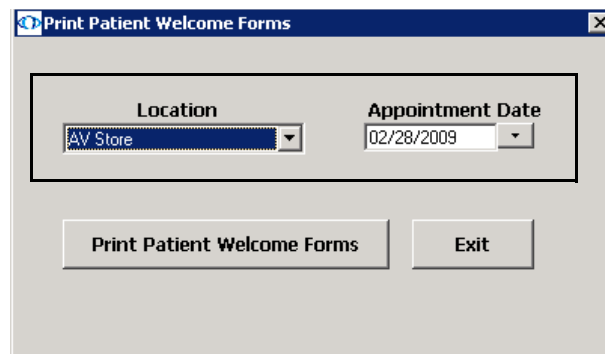 Print Patient Welcome Forms
Location
Appointment Date
AV Store
02/28/2009
Print Patient Welcome Forms
Exit